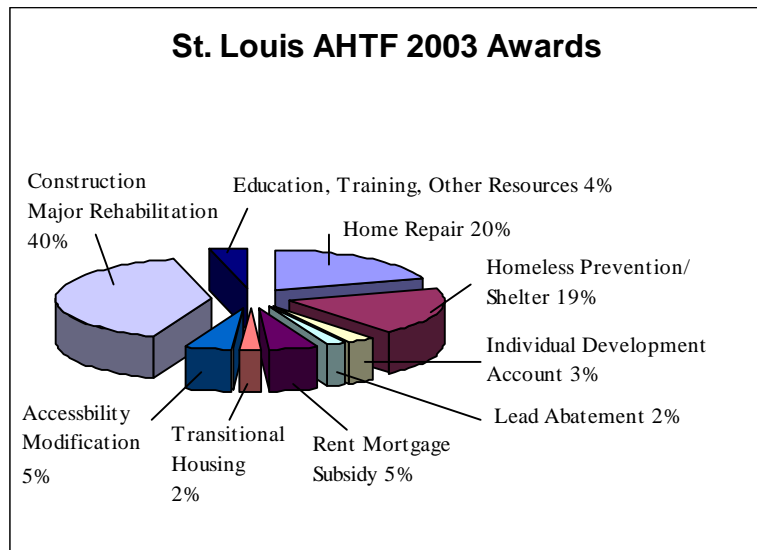 St. Louis AHTF 2003 Awards
Construction
Major Rehabilitation
40%
Education, Training, Other Resources 4%
Home Repair 20%
Homeless Prevention/
Shelter 19%
Individual Development
Account 3%
Lead Abatement 2%
Rent Mortgage
Subsidy 5%
Transitional
Housing
2%
Accessbility
Modification
5%